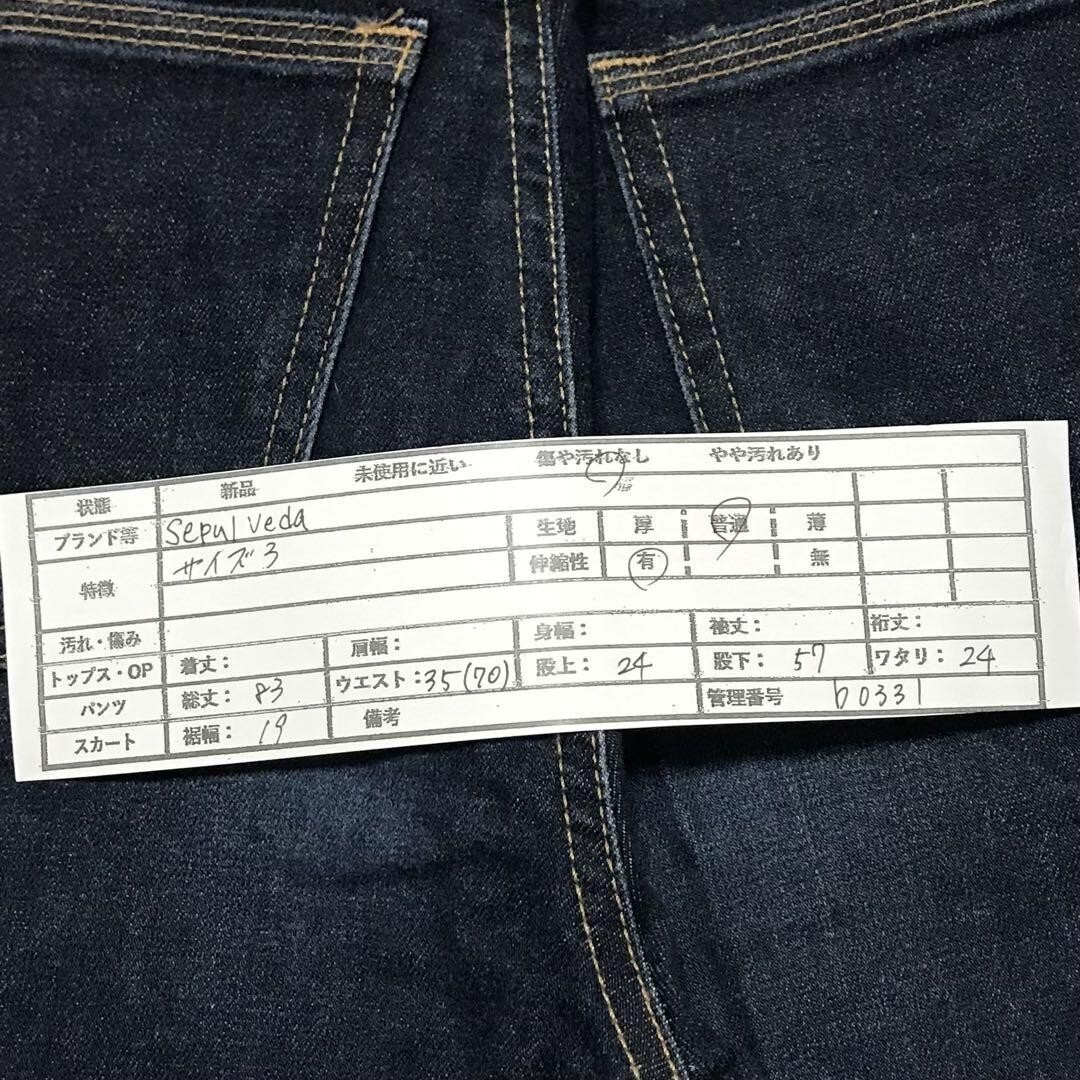 状態 新品 未使用に近い 傷や汚れなし やや汚れあり
ブランド等 Sepulveda 生地 厚 普通 薄
特徴 サイズ3 伸縮性 有 無
汚れ・傷み
トップス・OP 着丈: 肩幅: 身幅: 袖丈: 裄丈:
パンツ 総丈: 83 ウエスト:35(70) 股上: 24 股下: 57 ワタリ: 24
スカート 裾幅: 19 備考 管理番号 b0331